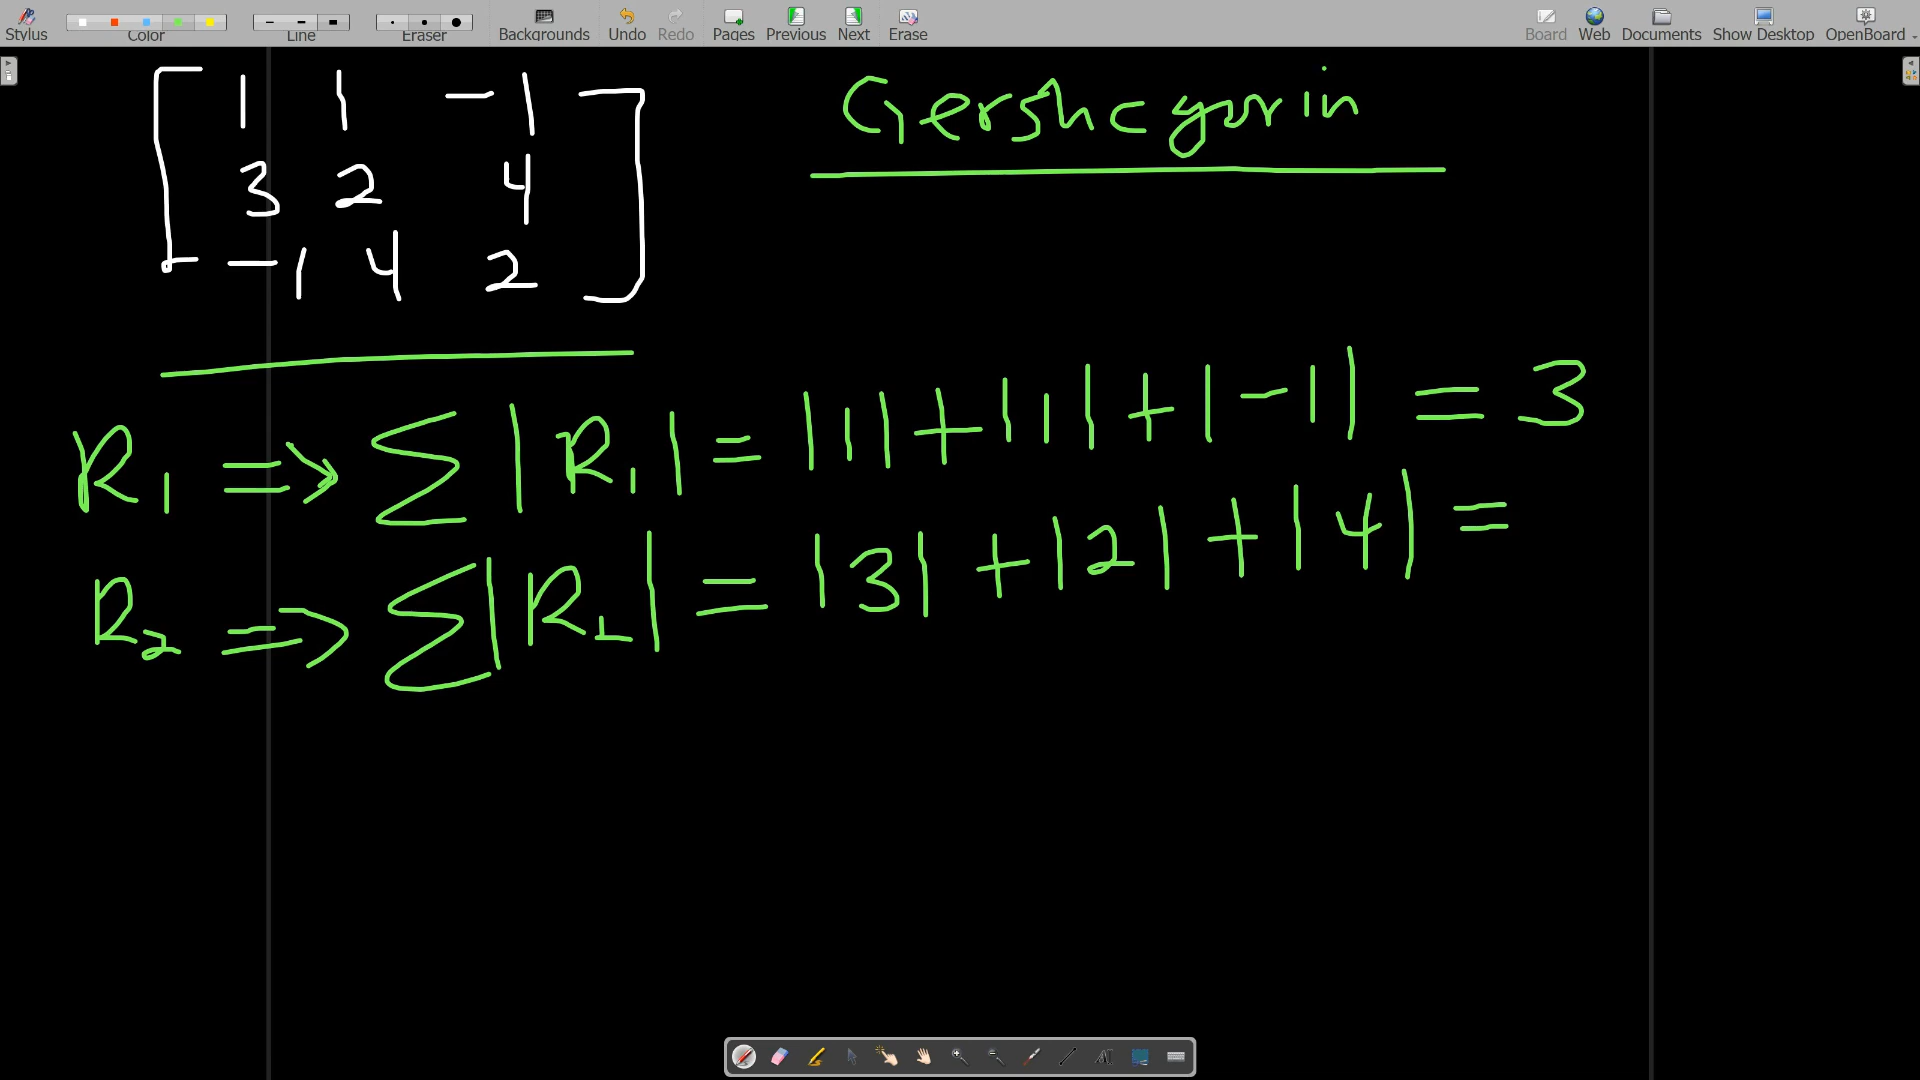 Stylus Color Line Eraser Backgrounds Undo Redo Pages Previous Next Erase Board Web Documents Show Desktop OpenBoard
1 1 -1
3 2 4
-1 4 2
Gershcgorin
R₁ ⇒ ∑|R₁| = |1|+|1|+|-1| = 3
R₂ ⇒ ∑|R₂| = |3|+|2|+|4| =